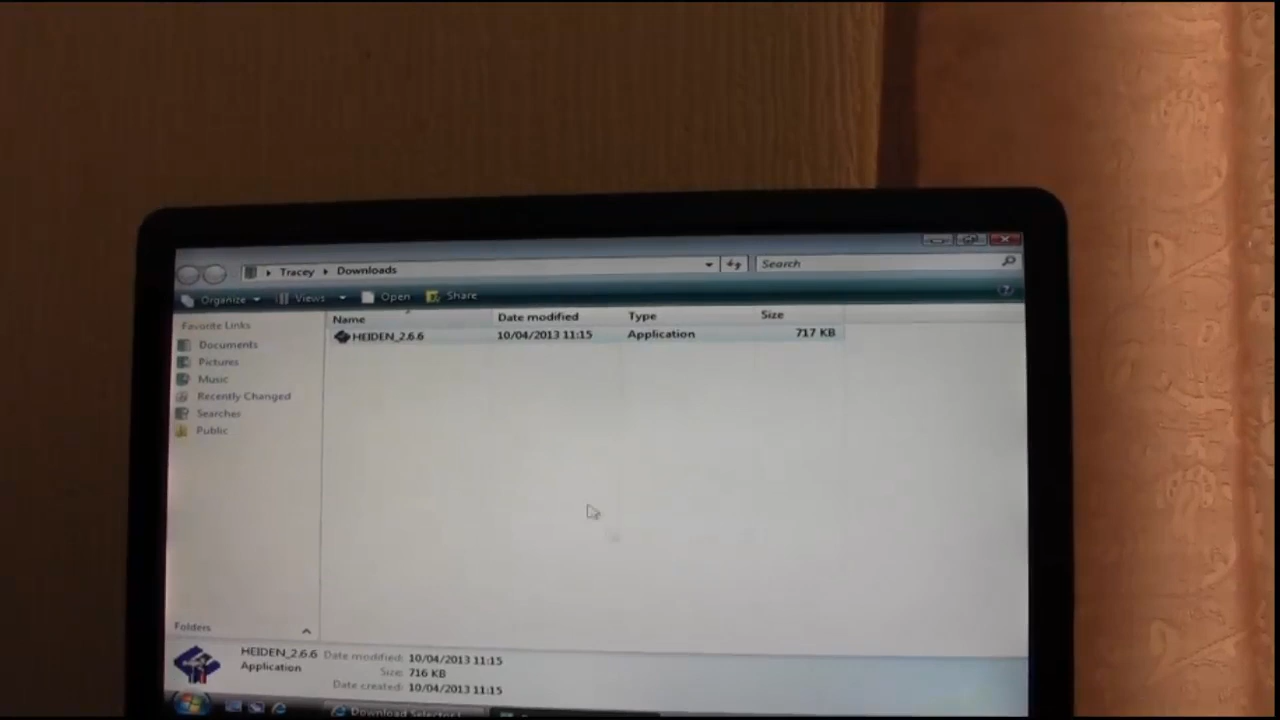 Tracey Downloads
Search
Organize Views Open Share
Favorite Links
Documents
Pictures
Music
Recently Changed
Searches
Public
Folders
Name Date modified Type Size
HEIDEN_2.6.6 10/04/2013 11:15 Application 717 KB
HEIDEN_2.6.6 Date modified: 10/04/2013 11:15
Application Size: 716 KB
Date created: 10/04/2013 11:15
Download Selector